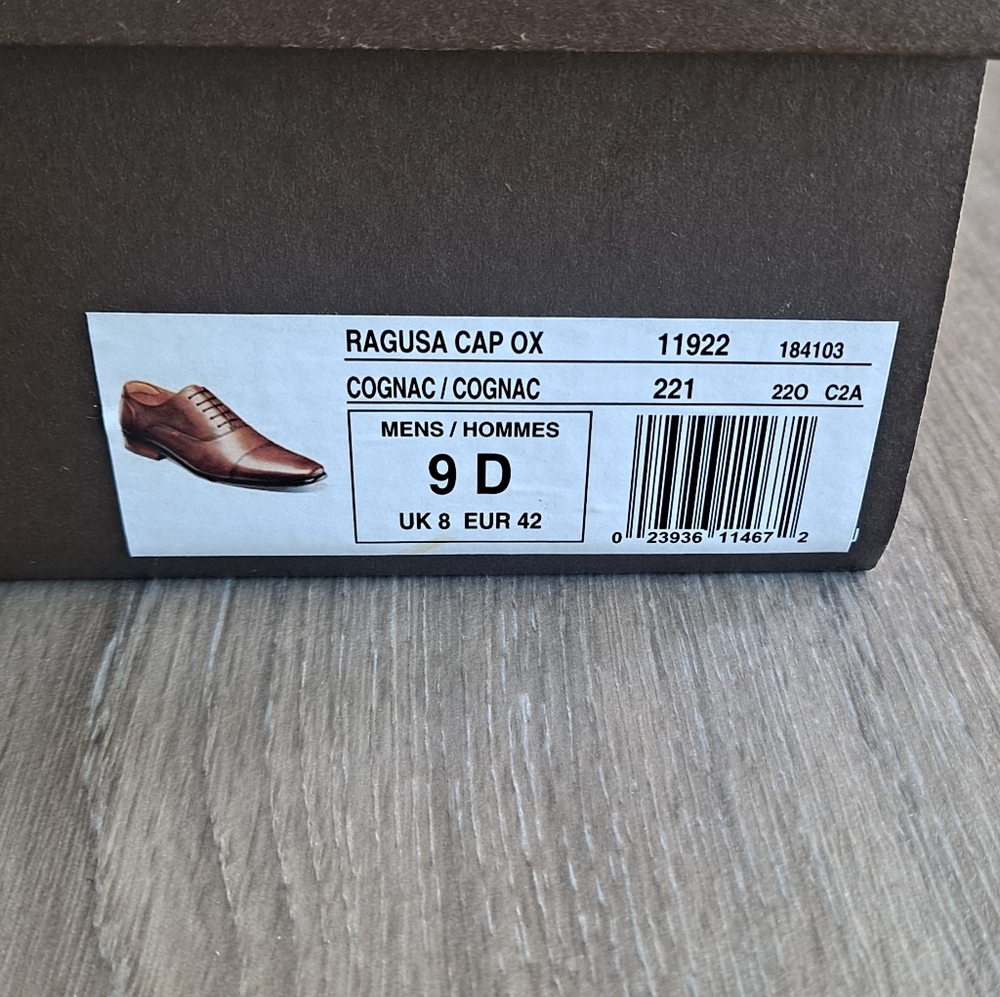 RAGUSA CAP OX 11922 184103
COGNAC / COGNAC 221 22O C2A
MENS / HOMMES
9 D
UK 8 EUR 42
0 23936 11467 2